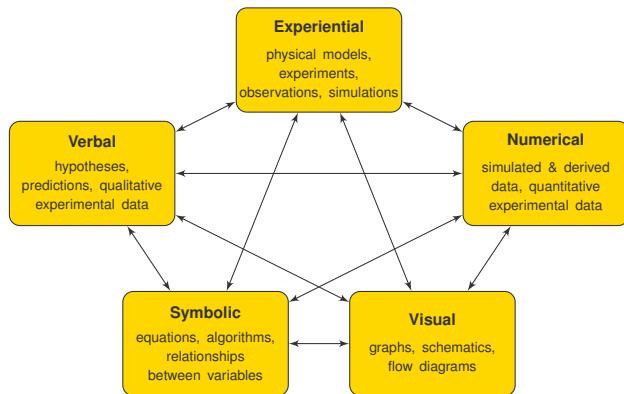 Experiential
physical models,
experiments,
observations, simulations
Verbal
hypotheses,
predictions, qualitative
experimental data
Numerical
simulated & derived
data, quantitative
experimental data
Symbolic
equations, algorithms,
relationships
between variables
Visual
graphs, schematics,
flow diagrams